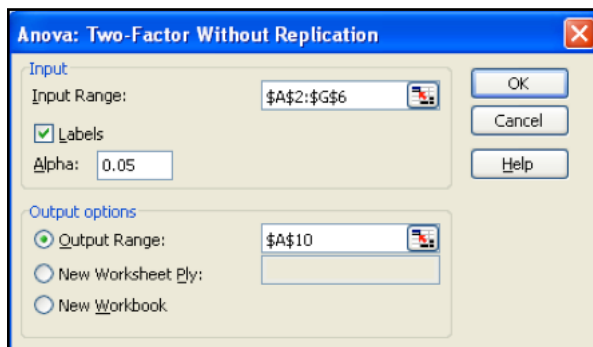 Anova: Two-Factor Without Replication
Input
Input Range: $A$2:$G$6
Labels
Alpha: 0.05
OK
Cancel
Help
Output options
Output Range: $A$10
New Worksheet Ply:
New Workbook